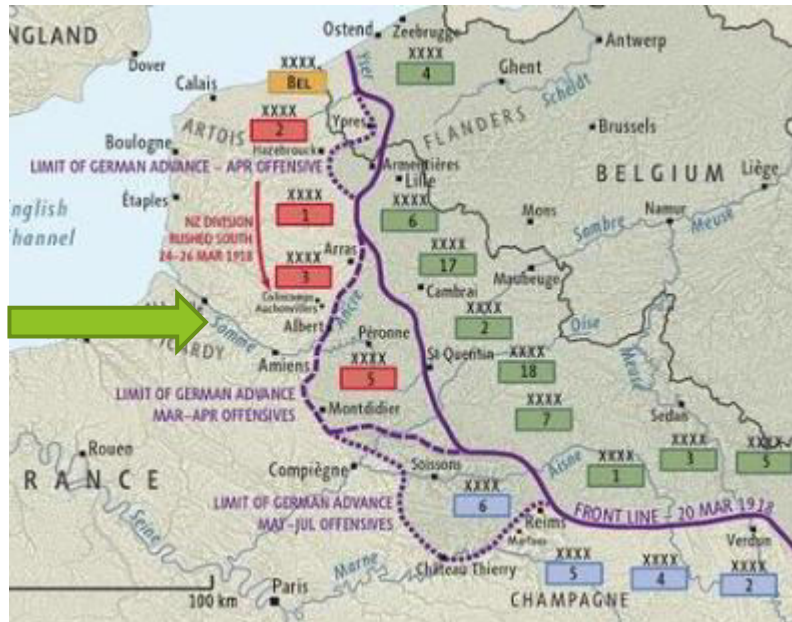 NGLAND
Dover
Ostend
Zeebrugge
Antwerp
Calais
XXXX
BEL
Yser
XXXX
4
Ghent
Scheldt
XXXX
2
ARTOIS
Ypres
FLANDERS
Brussels
Boulogne
Hazebrouck
LIMIT OF GERMAN ADVANCE – APR OFFENSIVE
Armentières
Lille
BELGIUM
Liège
Étaples
nglish
hannel
XXXX
1
XXXX
6
Mons
Sambre
Namur
Meuse
NZ DIVISION
RUSHED SOUTH
24–26 MAR 1918
Arras
XXXX
3
XXXX
17
Cambrai
Maubeuge
Colincamps
Auchonvillers
Albert
Ancre
Somme
XXXX
2
Oise
Péronne
ICARDY
Amiens
XXXX
5
St Quentin
XXXX
18
Meuse
LIMIT OF GERMAN ADVANCE
MAR–APR OFFENSIVES
Montdidier
XXXX
7
Sedan
Rouen
RANCE
Compiègne
Soissons
Aisne
XXXX
1
XXXX
3
XXXX
5
LIMIT OF GERMAN ADVANCE
MAY–JUL OFFENSIVES
XXXX
6
Reims
FRONT LINE – 20 MAR 1918
Verdun
Seine
Marne
Château Thierry
XXXX
5
XXXX
4
XXXX
2
Paris
100 km
CHAMPAGNE